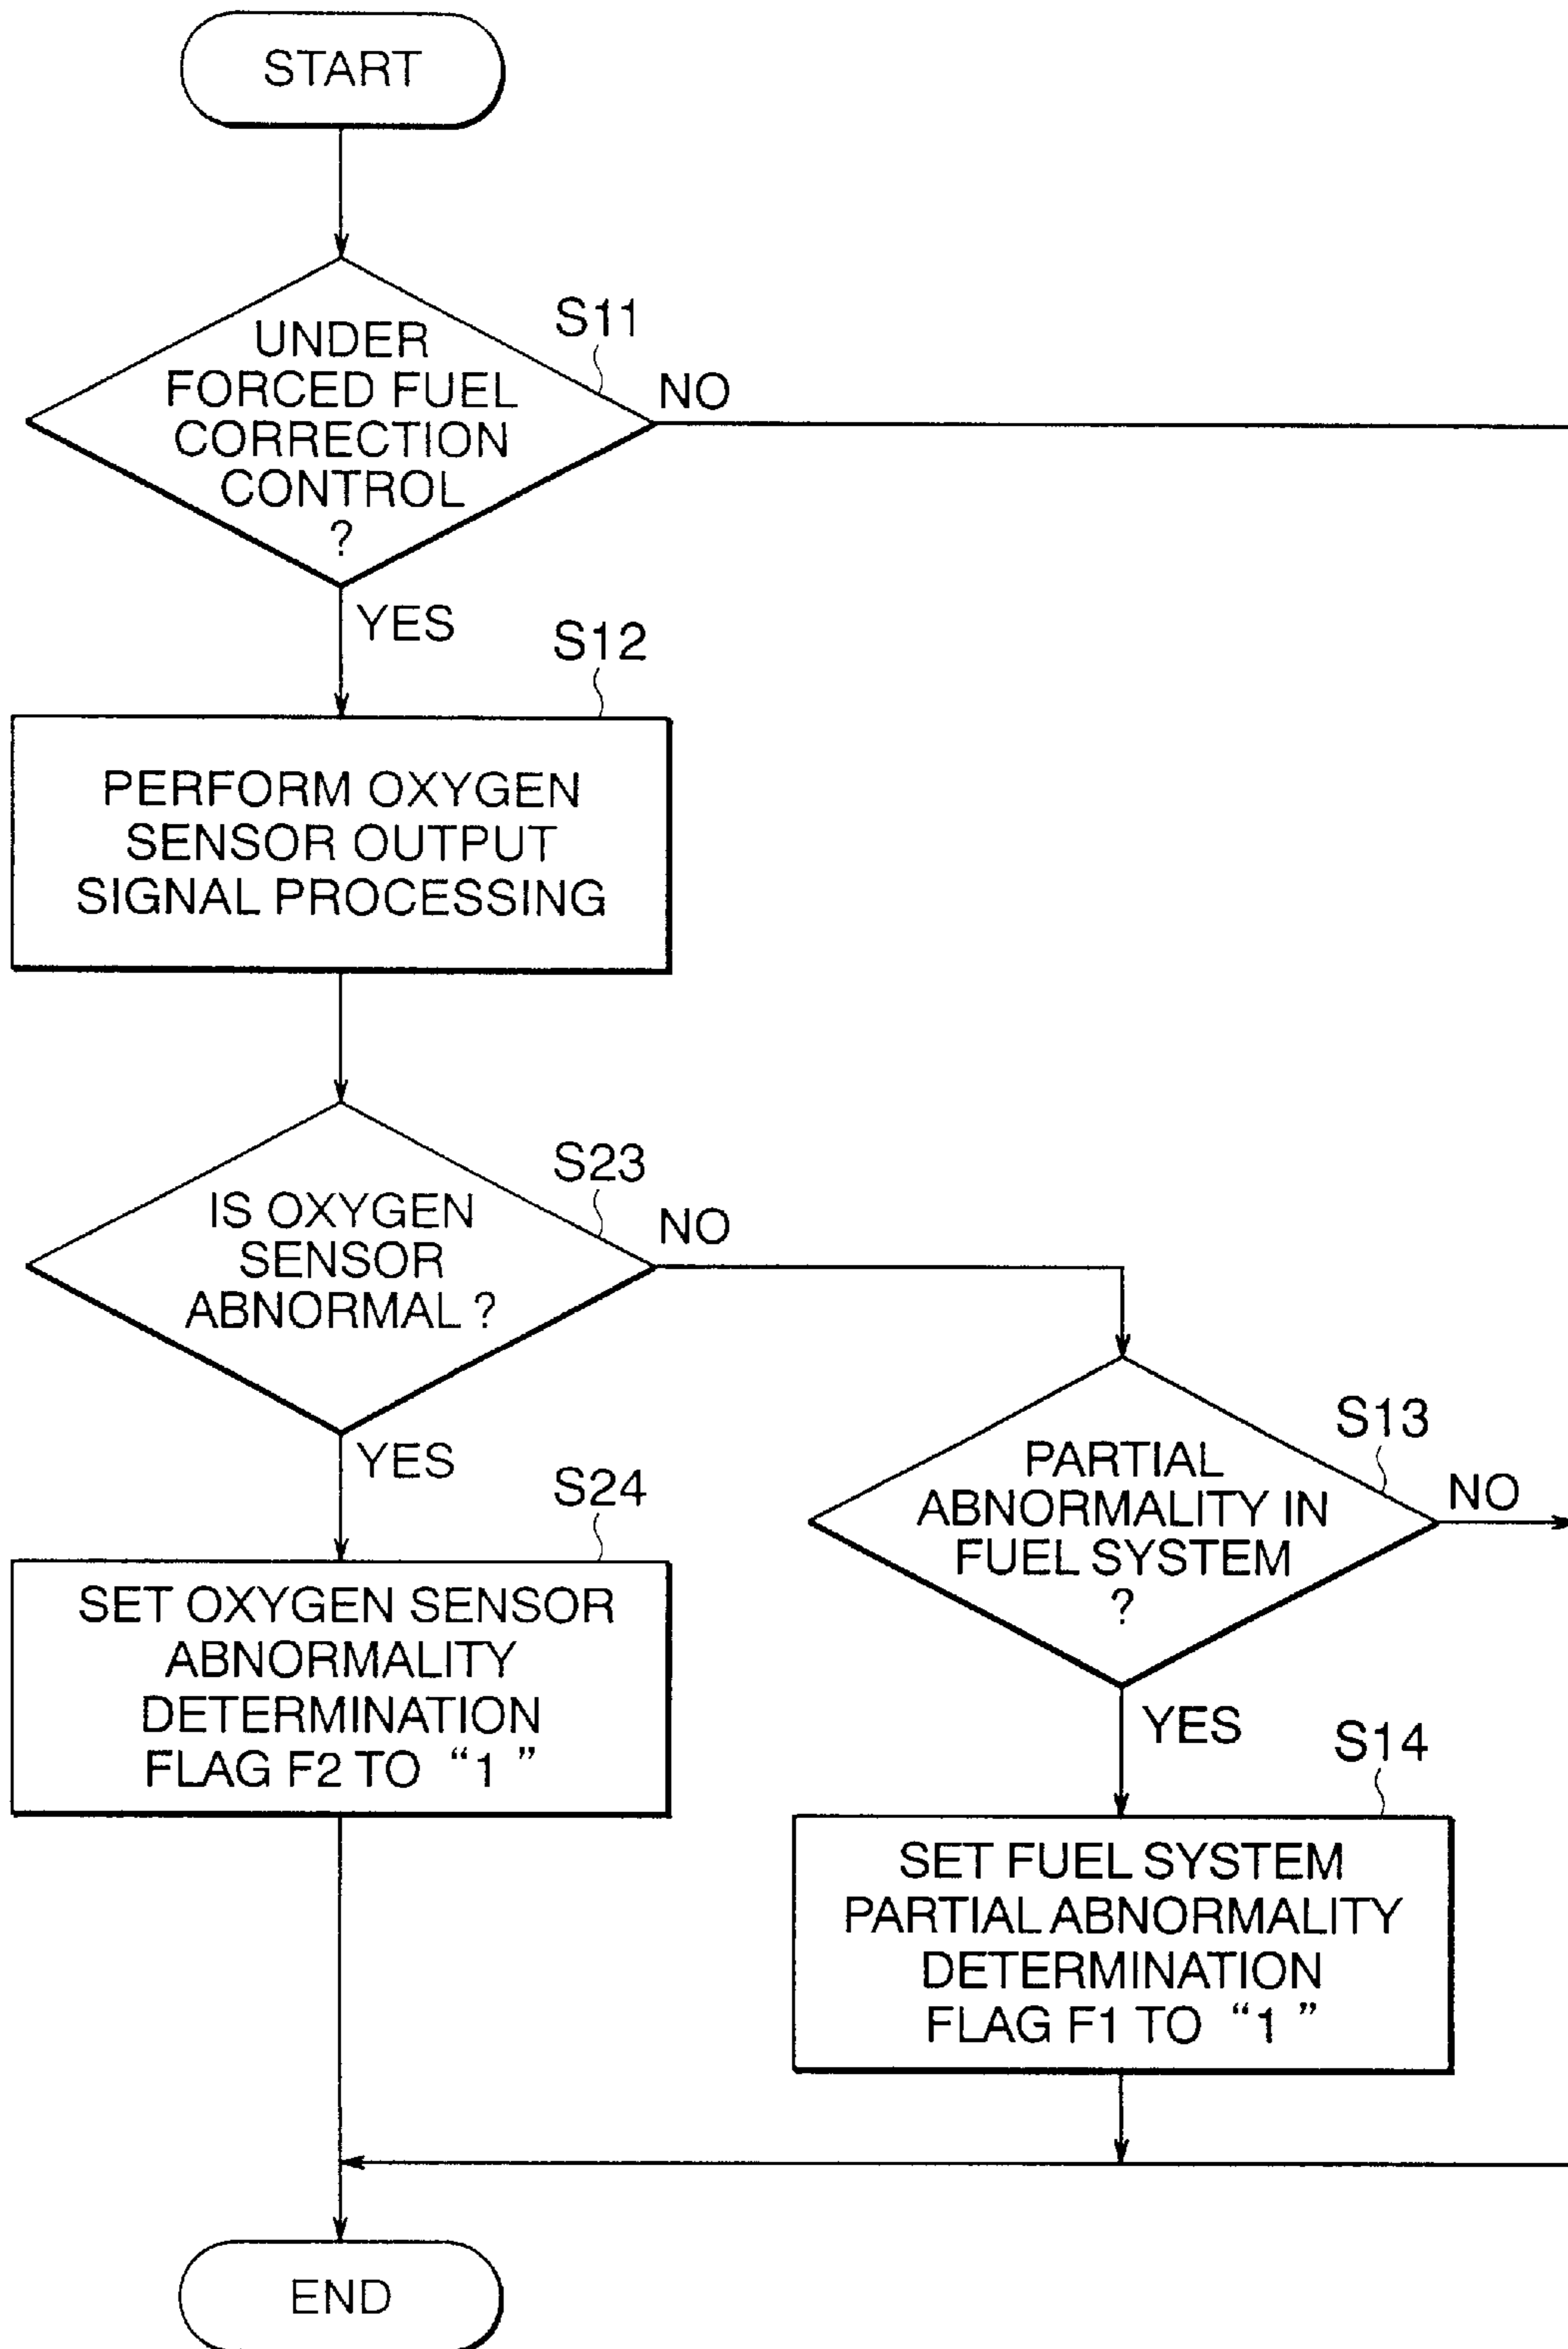 START
S11
UNDER
FORCED FUEL
CORRECTION
CONTROL
?
NO
YES
S12
PERFORM OXYGEN
SENSOR OUTPUT
SIGNAL PROCESSING
S23
IS OXYGEN
SENSOR
ABNORMAL ?
NO
YES
S13
PARTIAL
ABNORMALITY IN
FUEL SYSTEM
?
NO
YES
S24
SET OXYGEN SENSOR
ABNORMALITY
DETERMINATION
FLAG F2 TO “1”
S14
SET FUEL SYSTEM
PARTIAL ABNORMALITY
DETERMINATION
FLAG F1 TO “1”
END